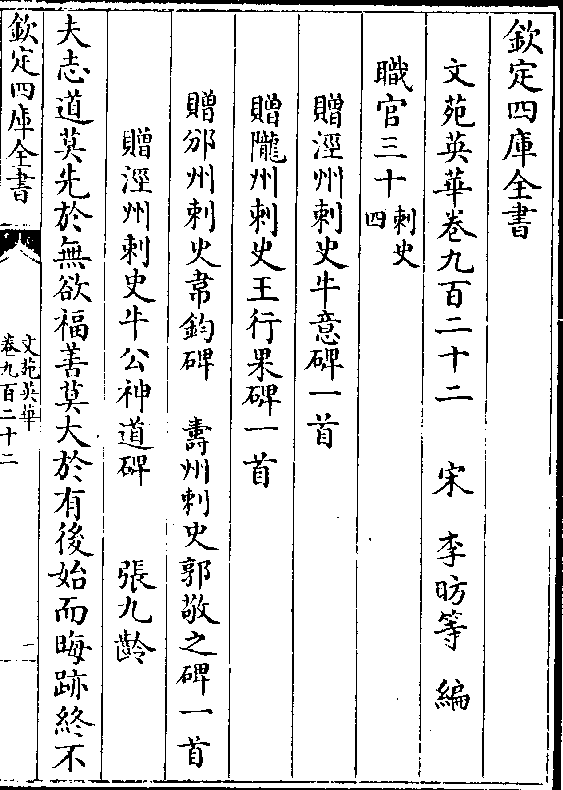 欽定四庫全書
文苑英華卷九百二十二 宋 李昉等 編
職官三十四 刺史
贈涇州刺史牛意碑一首
贈隴州刺史王行果碑一首
贈邠州刺史韋鈞碑 壽州刺史郭敬之碑一首
贈涇州刺史牛公神道碑 張九齡
夫志道莫先於無欲福善莫大於有後始而晦跡終不
欽定四庫全書
文苑英華
卷九百二十二
一